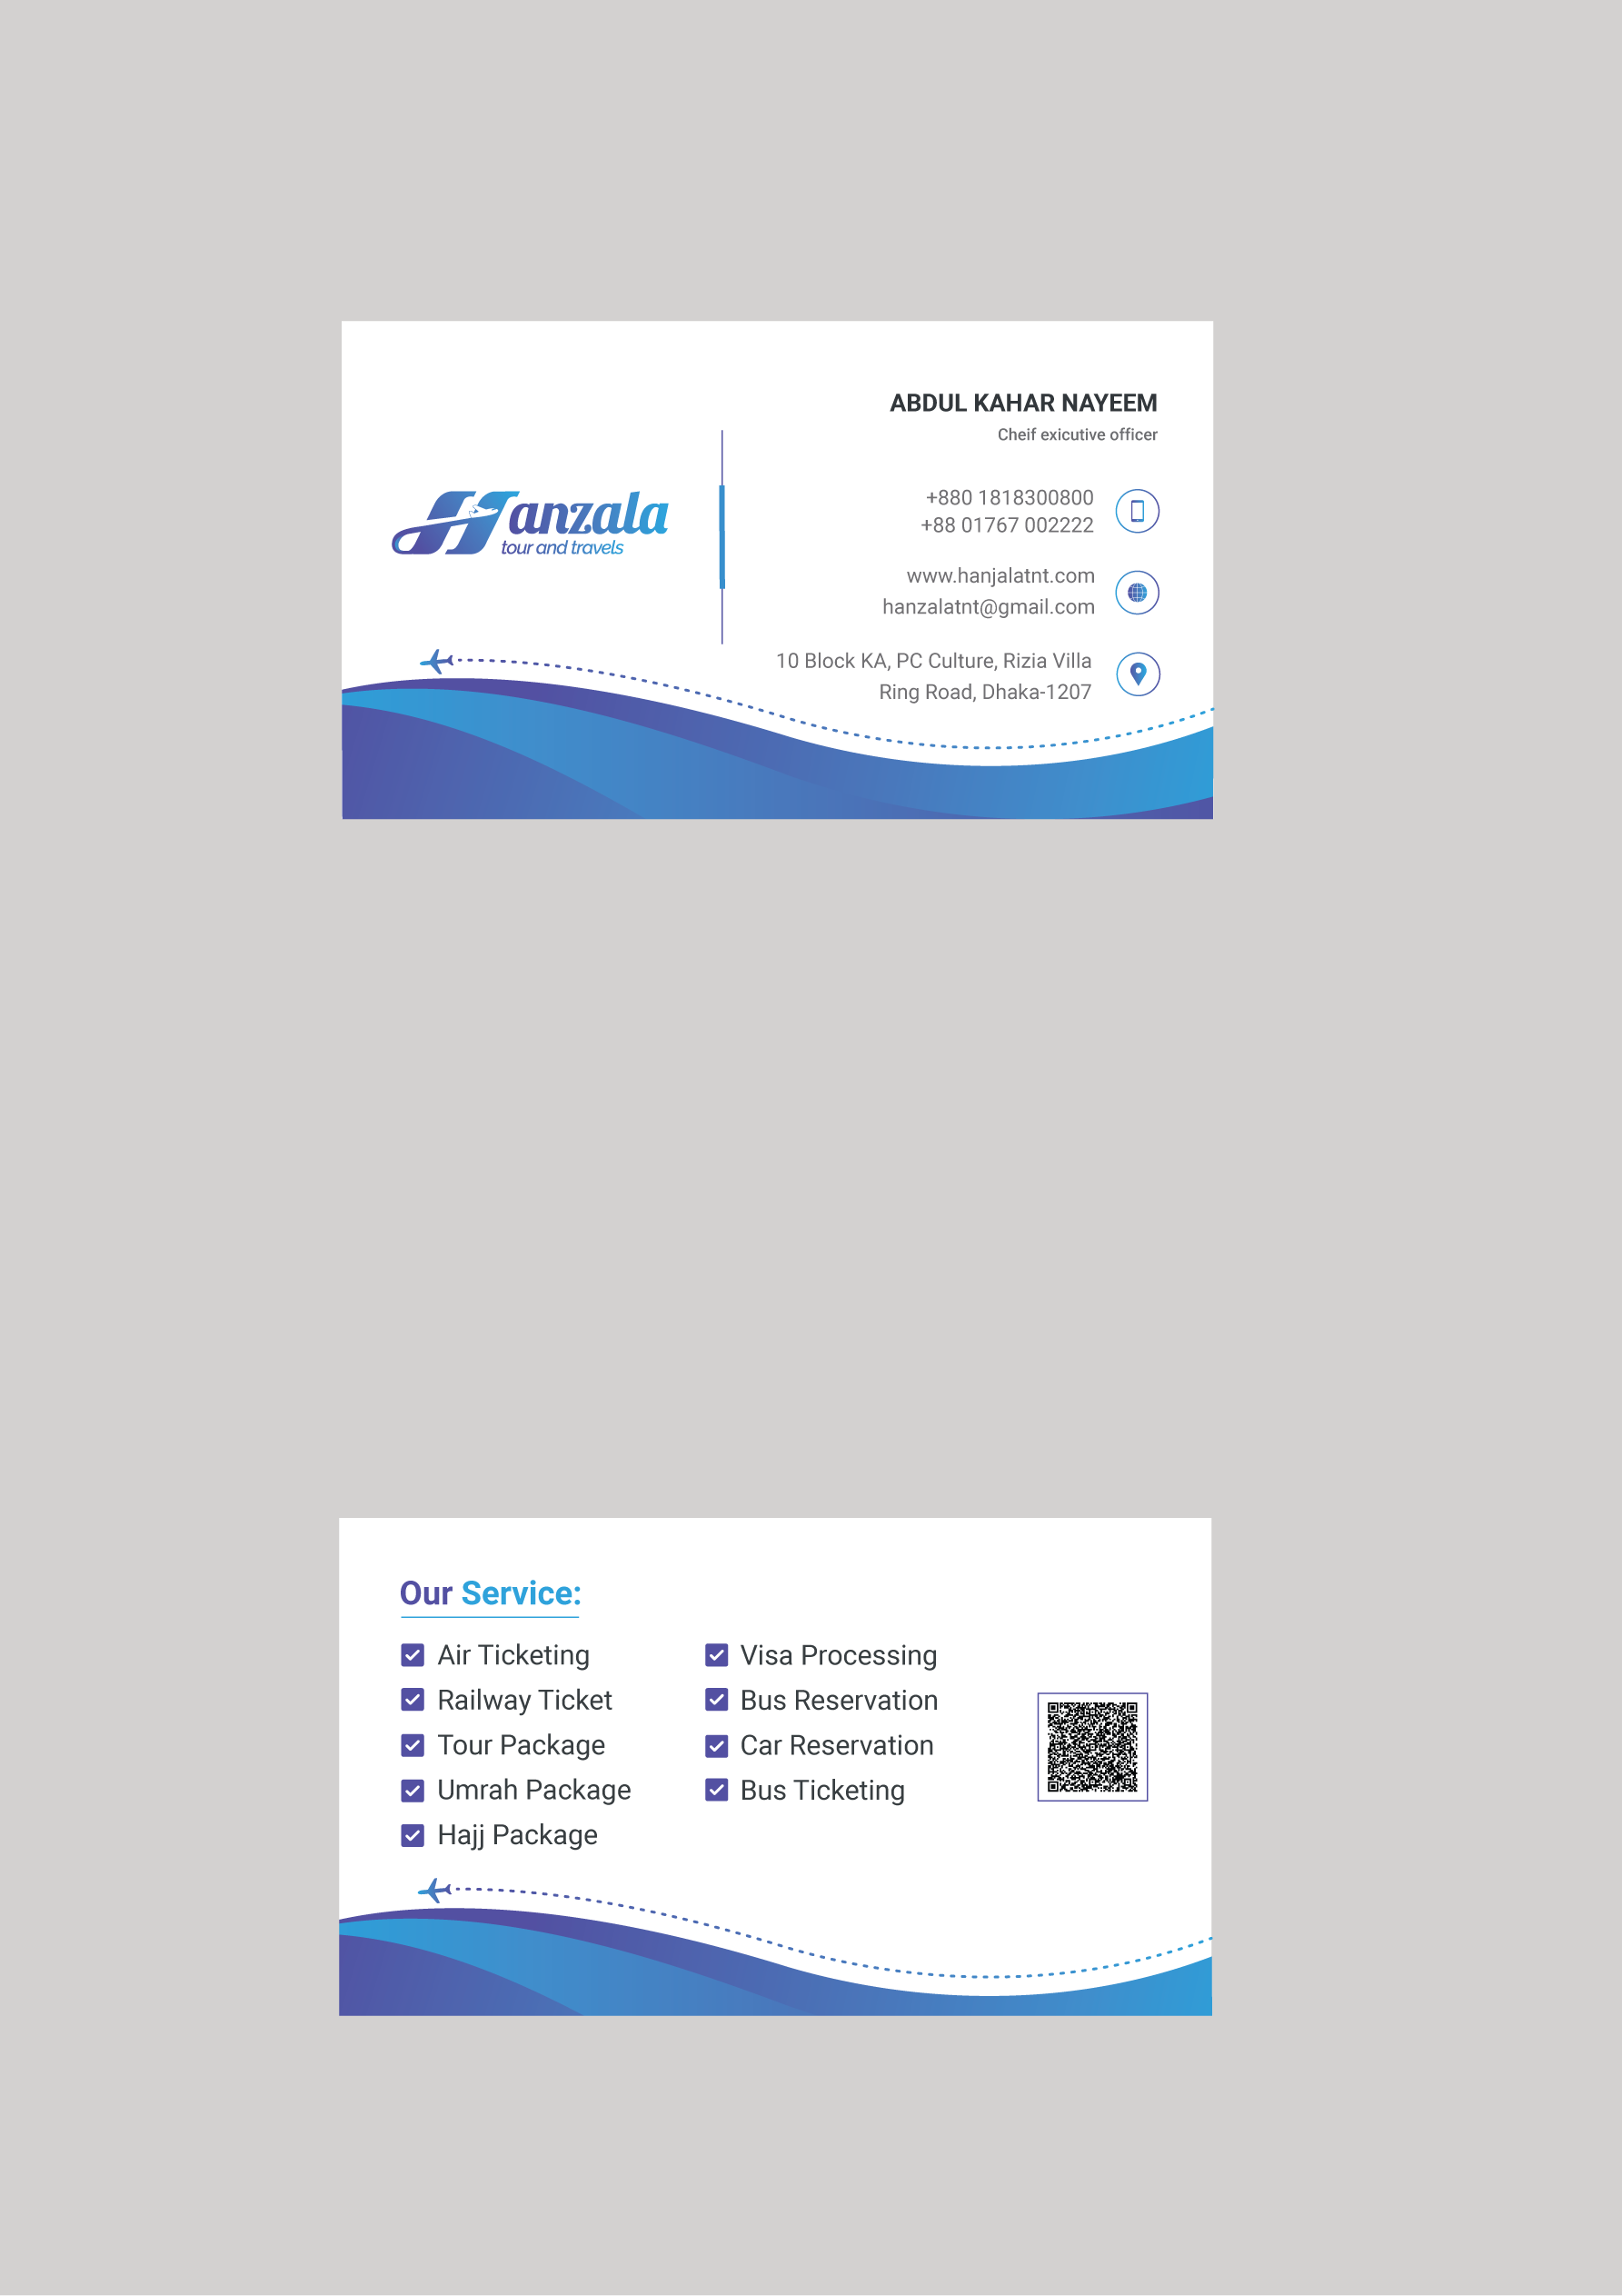 Hanzala
tour and travels
ABDUL KAHAR NAYEEM
Cheif exicutive officer
+880 1818300800
+88 01767 002222
www.hanjalatnt.com
hanzalatnt@gmail.com
10 Block KA, PC Culture, Rizia Villa
Ring Road, Dhaka-1207
Our Service:
Air Ticketing
Railway Ticket
Tour Package
Umrah Package
Hajj Package
Visa Processing
Bus Reservation
Car Reservation
Bus Ticketing